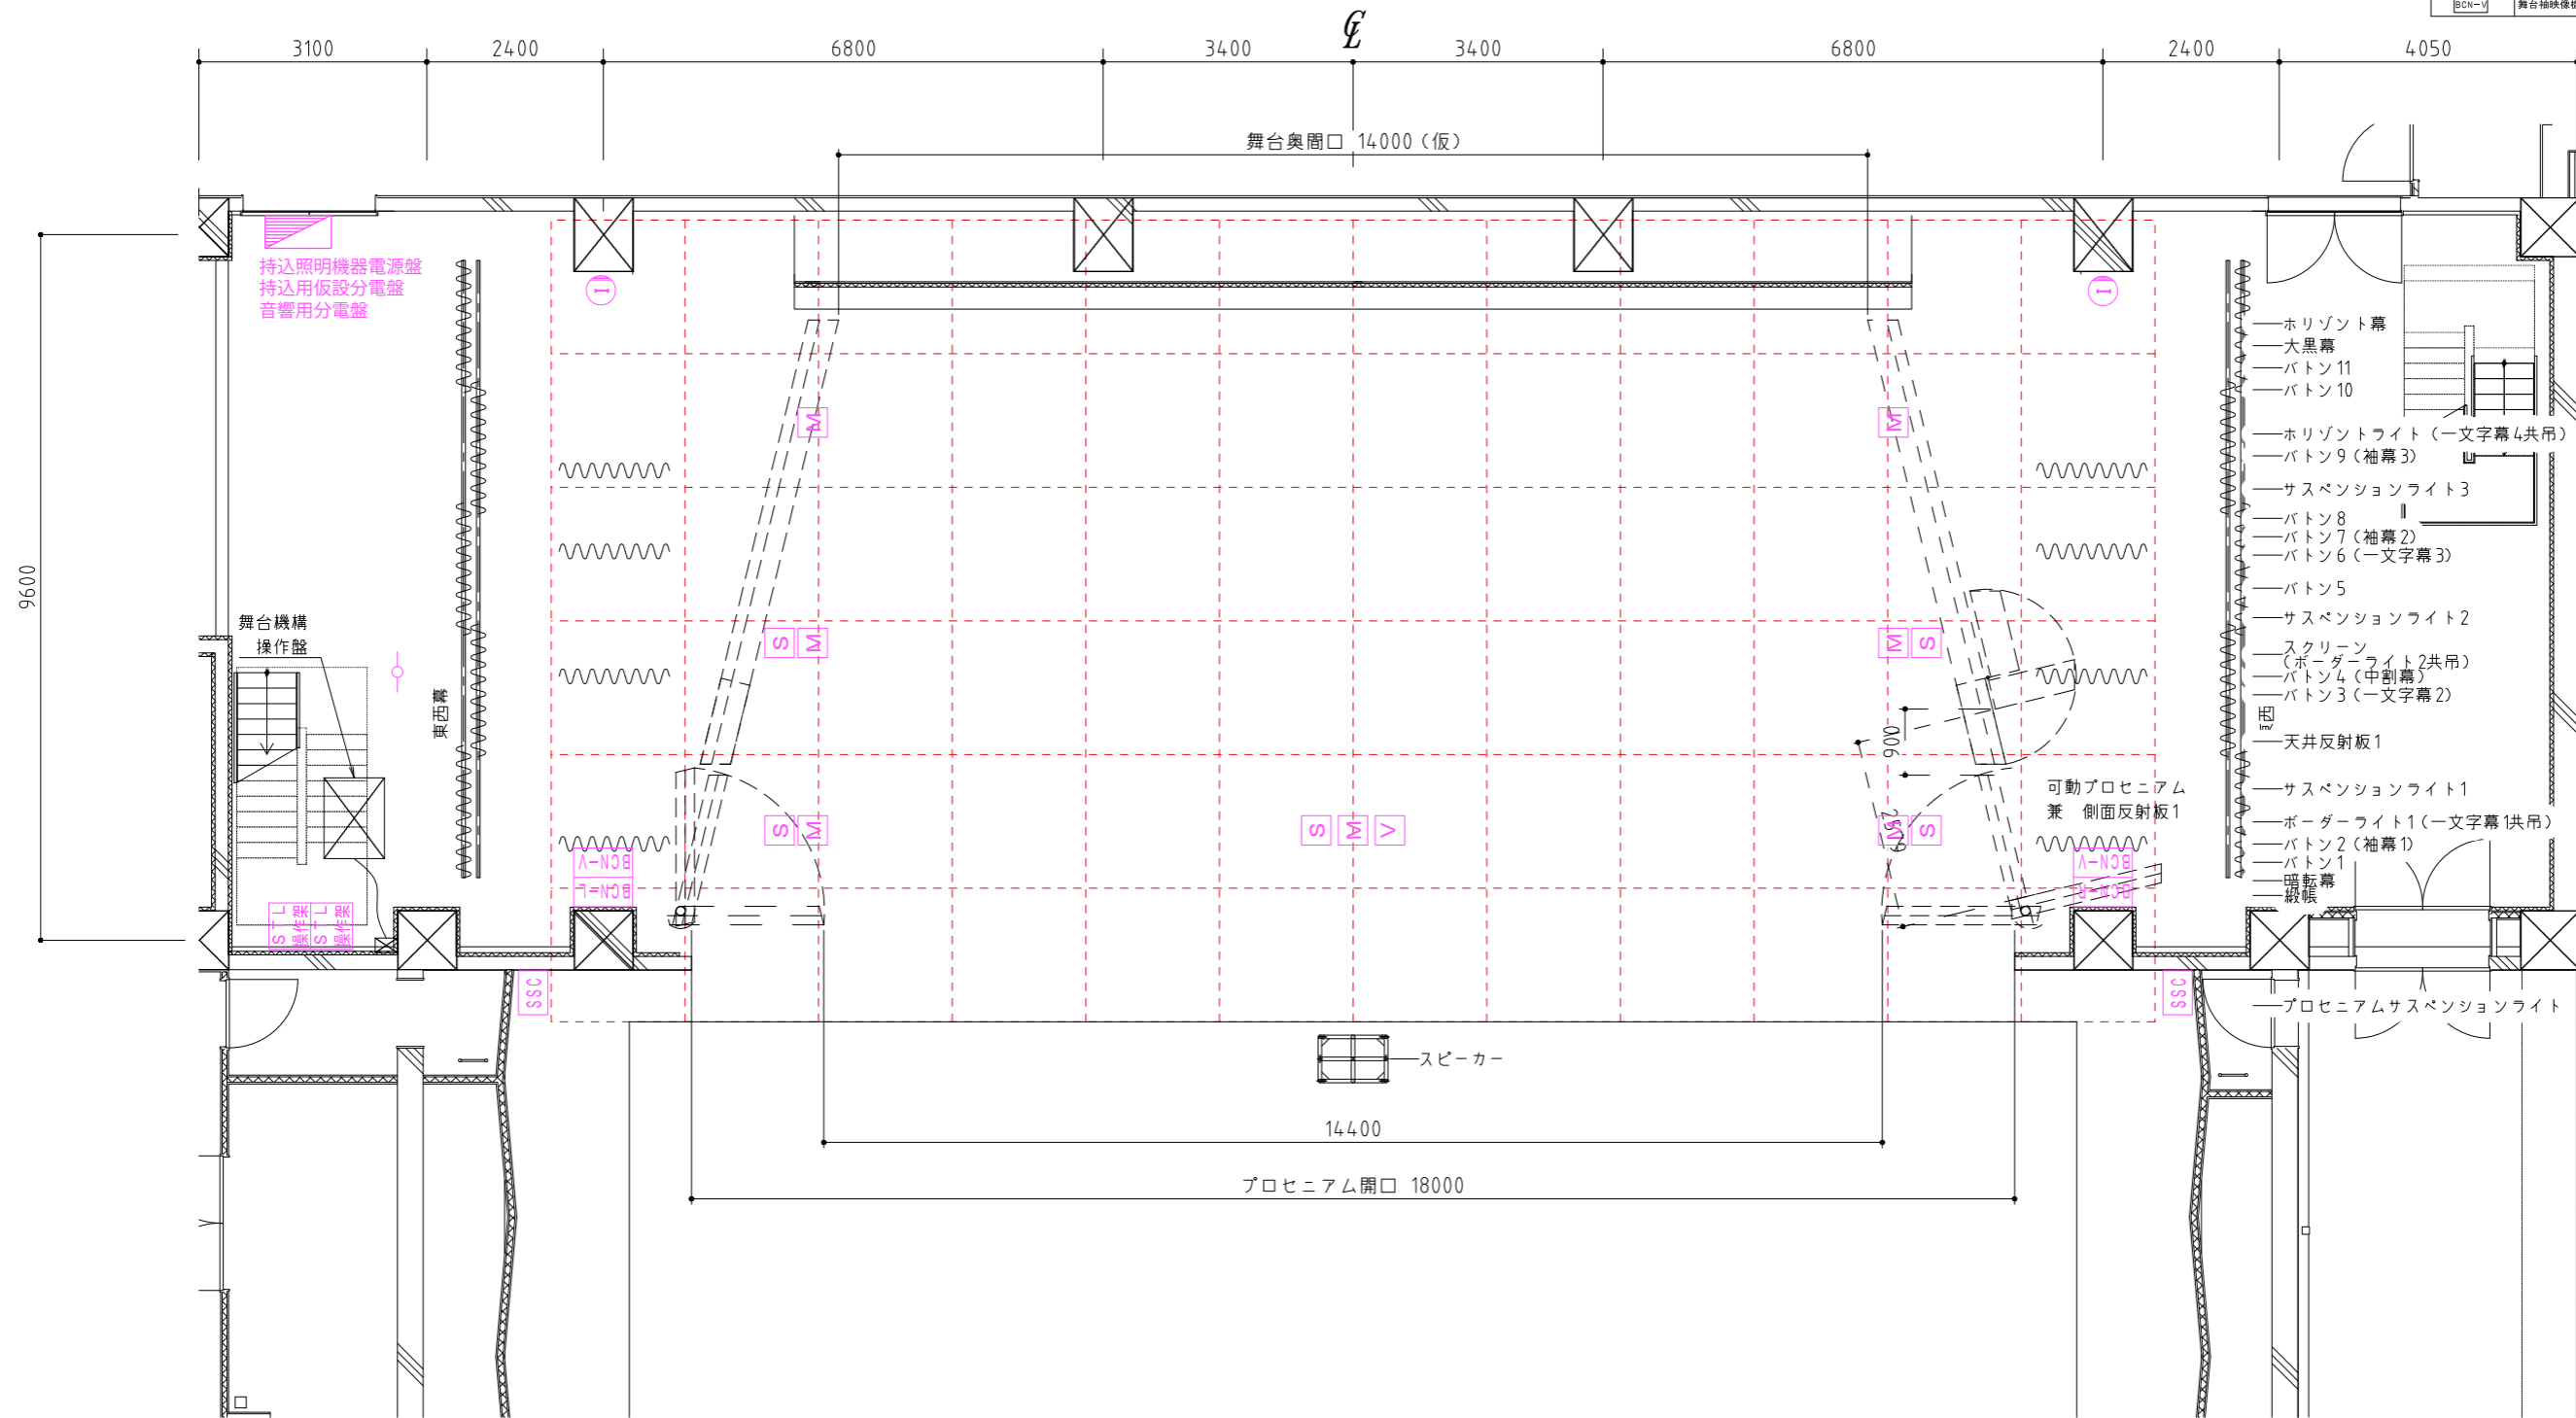 BCN-V
3100
2400
6800
3400
℄
3400
6800
2400
4050
舞台奥間口 14000（仮）
持込照明機器電源盤
持込用仮設分電盤
音響用分電盤
I
I
9600
ホリゾント幕
大黒幕
バトン11
バトン10
ホリゾントライト（一文字幕4共吊）
バトン9（袖幕3）
サスペンションライト3
バトン8
バトン7（袖幕2）
バトン6（一文字幕3）
バトン5
サスペンションライト2
スクリーン
（ボーダーライト2共吊）
バトン4（中割幕）
バトン3（一文字幕2）
天井反射板1
サスペンションライト1
ボーダーライト1（一文字幕1共吊）
バトン2（袖幕1）
バトン1
暗転幕
緞帳
プロセニアムサスペンションライト
M
M
舞台機構
操作盤
東西幕
S M
M S
900
可動プロセニアム
兼 側面反射板1
S M
S M V
M S
BCN-V
BCN-L
BCN-V
BCN-R
STL
操作架
STL
操作架
SSC
SSC
スピーカー
14400
プロセニアム開口 18000